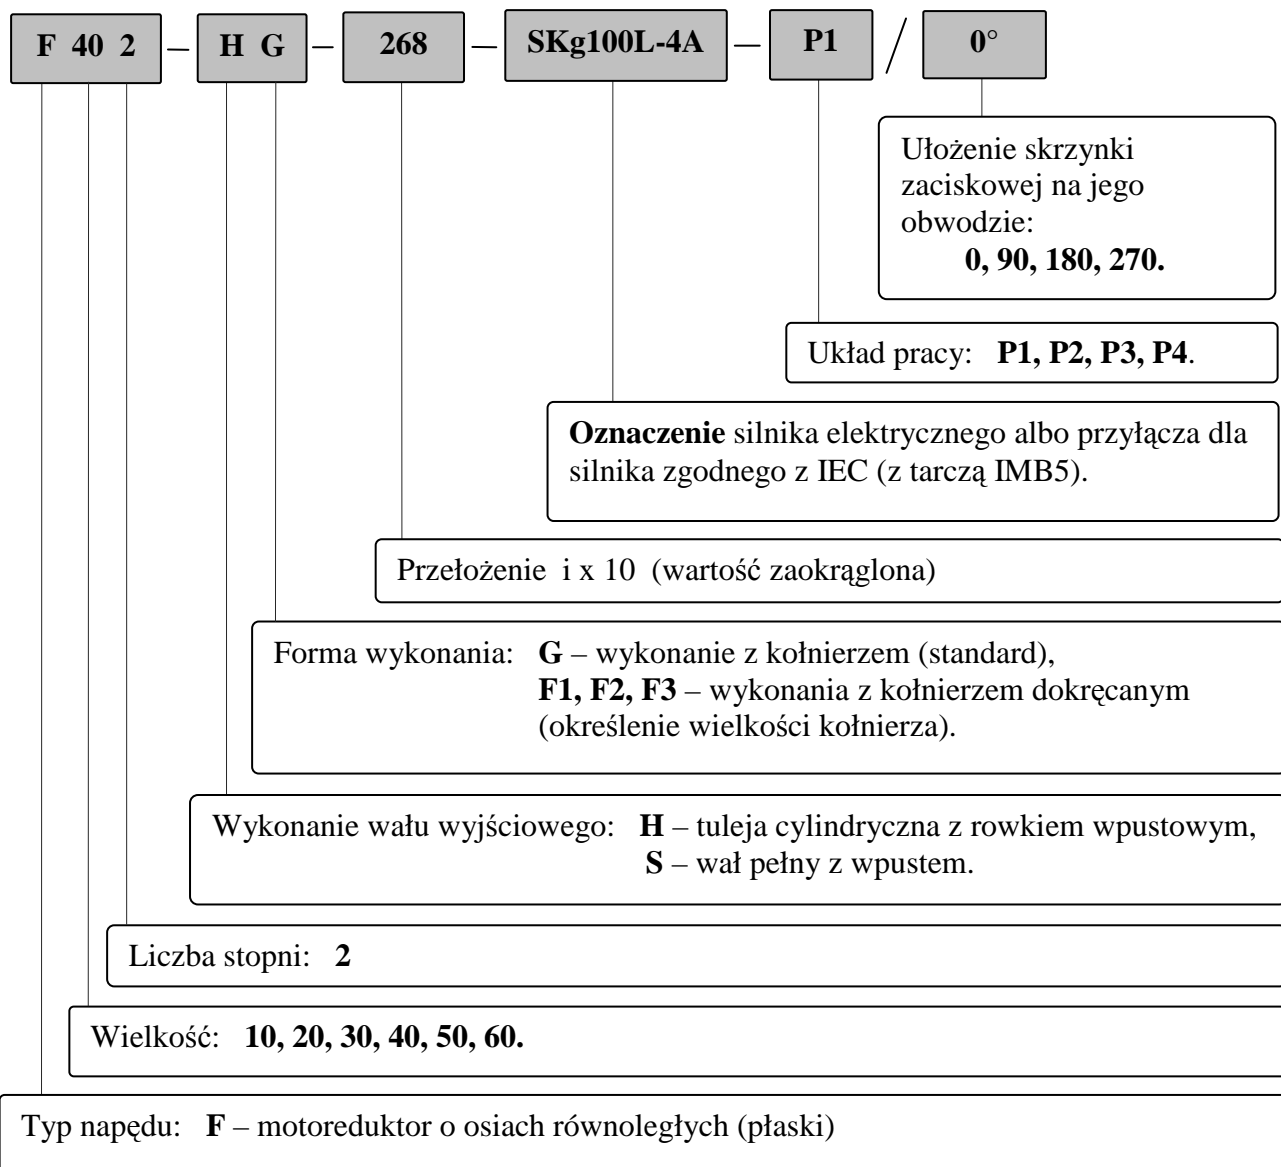 F 40 2 – H G – 268 – SKg100L-4A – P1 / 0°
Ułożenie skrzynki
zaciskowej na jego
obwodzie:
0, 90, 180, 270.
Układ pracy: P1, P2, P3, P4.
Oznaczenie silnika elektrycznego albo przyłącza dla
silnika zgodnego z IEC (z tarczą IMB5).
Przełożenie i x 10 (wartość zaokrąglona)
Forma wykonania: G – wykonanie z kołnierzem (standard),
F1, F2, F3 – wykonania z kołnierzem dokręcanym
(określenie wielkości kołnierza).
Wykonanie wału wyjściowego: H – tuleja cylindryczna z rowkiem wpustowym,
S – wał pełny z wpustem.
Liczba stopni: 2
Wielkość: 10, 20, 30, 40, 50, 60.
Typ napędu: F – motoreduktor o osiach równoległych (płaski)